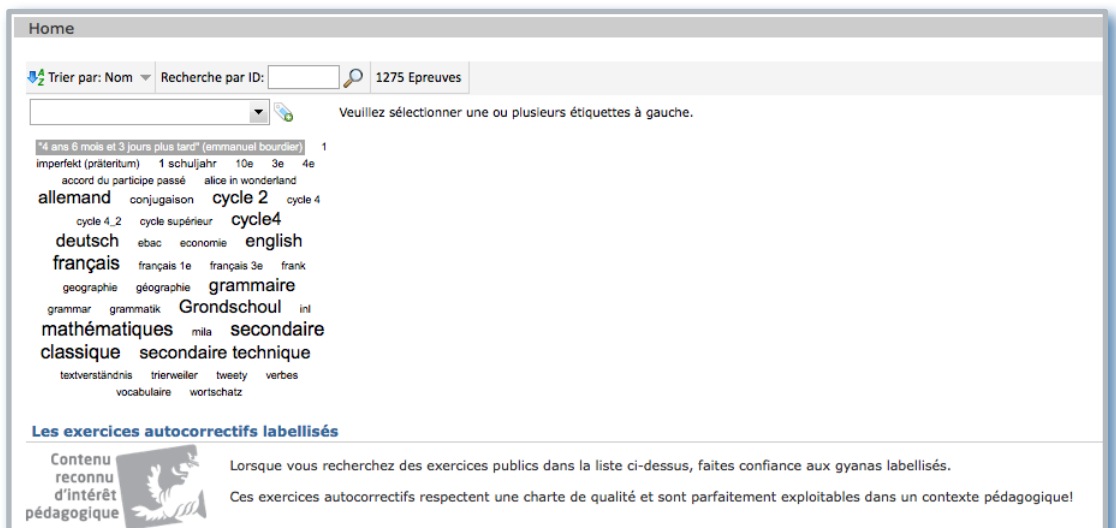 Home
Trier par: Nom Recherche par ID: 1275 Epreuves
Veuillez sélectionner une ou plusieurs étiquettes à gauche.
"4 ans 6 mois et 3 jours plus tard" (emmanuel bourdier) 1
imperfekt (präteritum) 1 schuljahr 10e 3e 4e
accord du participe passé alice in wonderland
allemand conjugaison cycle 2 cycle 4
cycle 4_2 cycle supérieur cycle4
deutsch ebac economie english
français français 1e français 3e frank
geographie géographie grammaire
grammar grammatik Grondschoul inl
mathématiques mila secondaire
classique secondaire technique
textverständnis trierweiler tweety verbes
vocabulaire wortschatz
Les exercices autocorrectifs labellisés
Contenu
reconnu
d'intérêt
pédagogique
Lorsque vous recherchez des exercices publics dans la liste ci-dessus, faites confiance aux gyanas labellisés.
Ces exercices autocorrectifs respectent une charte de qualité et sont parfaitement exploitables dans un contexte pédagogique!